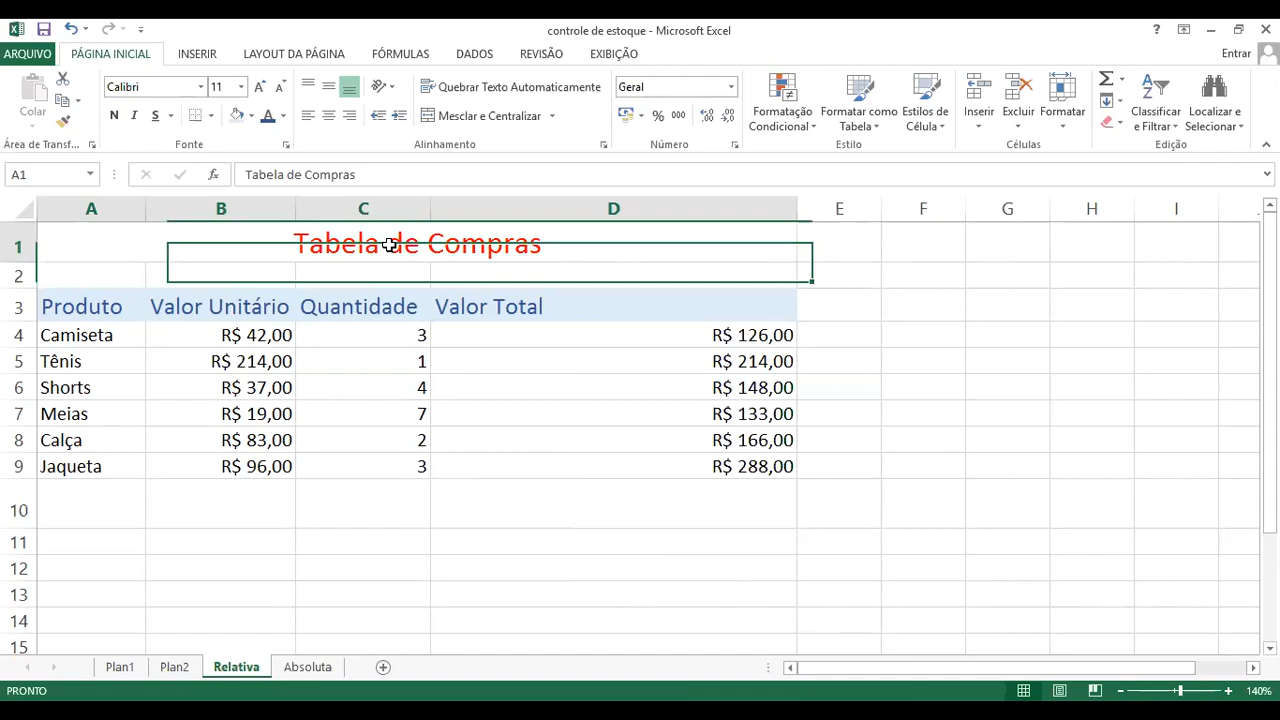 controle de estoque - Microsoft Excel
?
ARQUIVO PÁGINA INICIAL INSERIR LAYOUT DA PÁGINA FÓRMULAS DADOS REVISÃO EXIBIÇÃO Entrar
Colar
Calibri 11
N I S A
Quebrar Texto Automaticamente
Mesclar e Centralizar
Geral
% 000
Formatação Condicional
Formatar como Tabela
Estilos de Célula
Inserir Excluir Formatar
Classificar e Filtrar
Localizar e Selecionar
Área de Transf... Fonte Alinhamento Número Estilo Células Edição
A1 fx Tabela de Compras
A B C D E F G H I
1 Tabela de Compras
2
3 Produto Valor Unitário Quantidade Valor Total
4 Camiseta R$ 42,00 3 R$ 126,00
5 Tênis R$ 214,00 1 R$ 214,00
6 Shorts R$ 37,00 4 R$ 148,00
7 Meias R$ 19,00 7 R$ 133,00
8 Calça R$ 83,00 2 R$ 166,00
9 Jaqueta R$ 96,00 3 R$ 288,00
10
11
12
13
14
15
Plan1 Plan2 Relativa Absoluta
PRONTO 140%